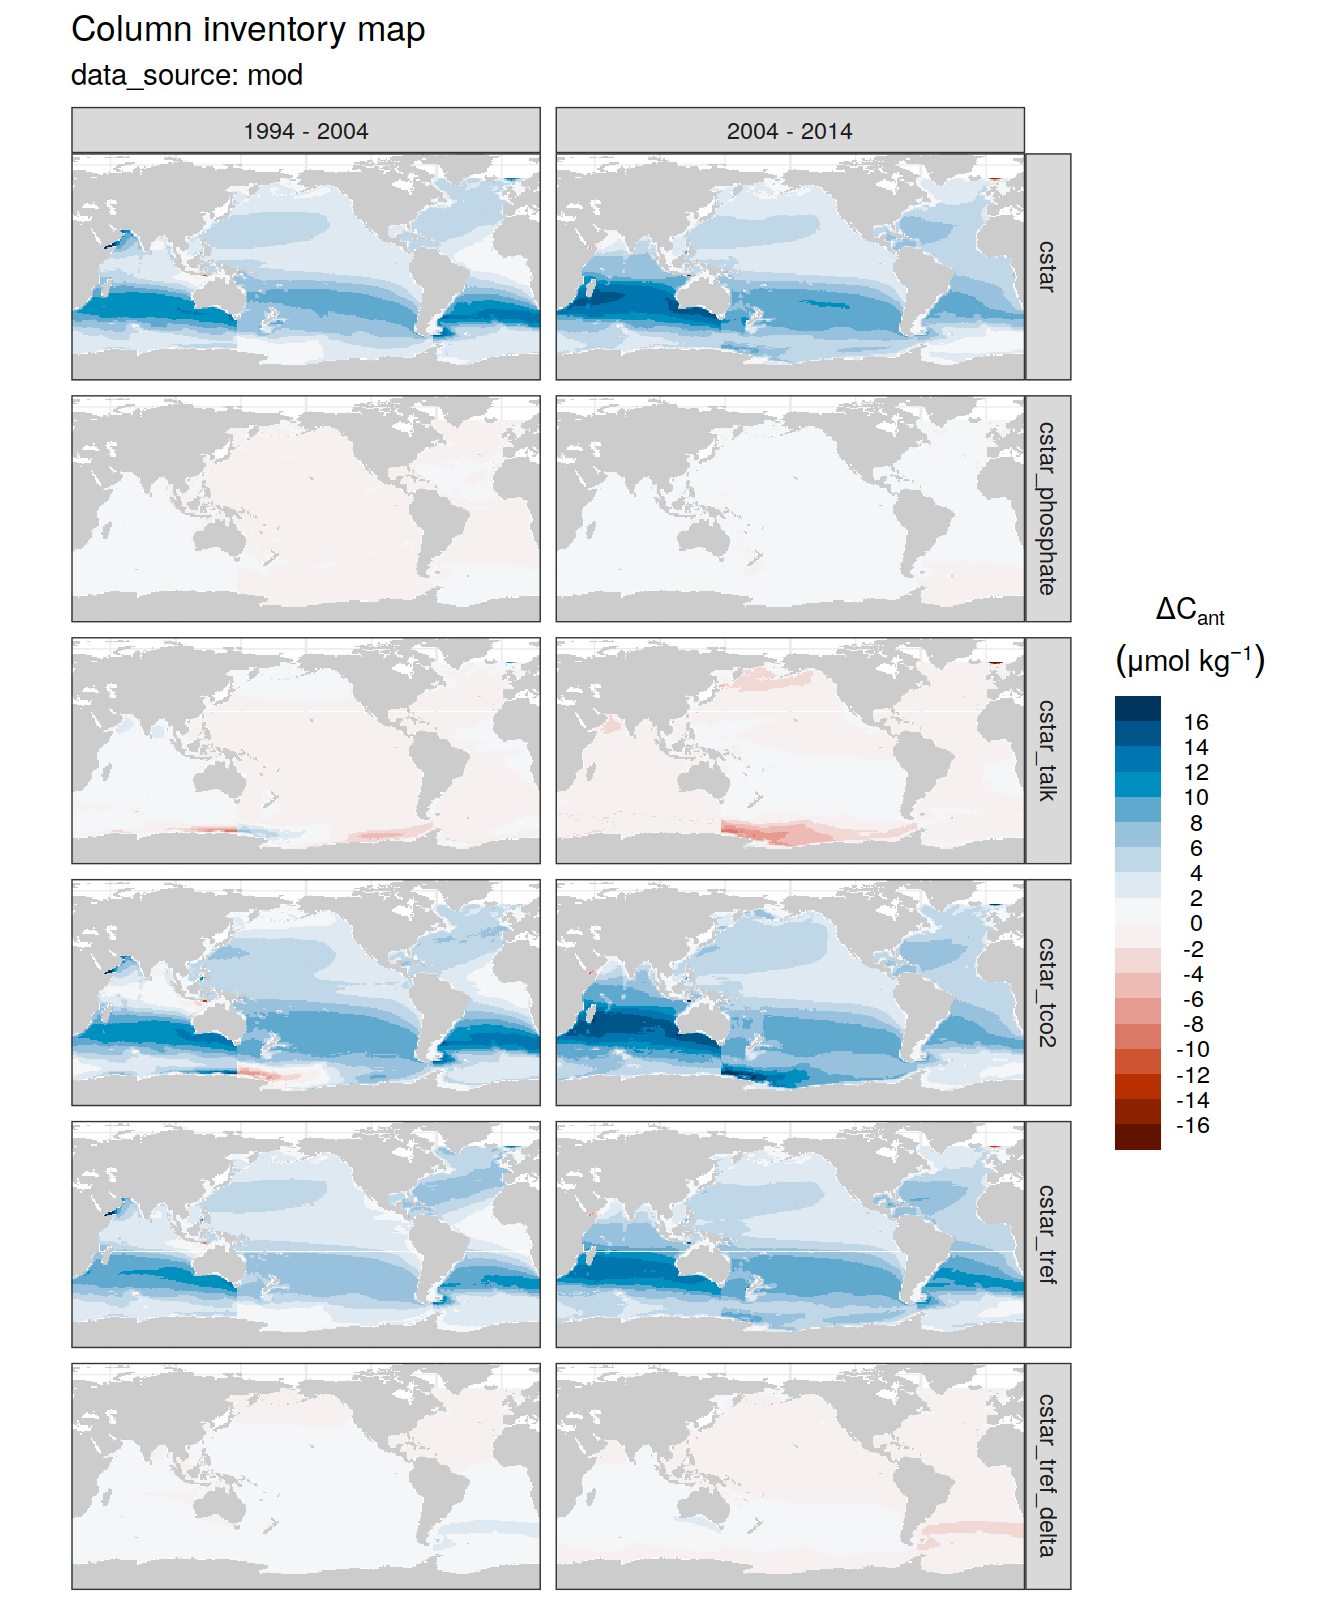 Column inventory map
data_source: mod
1994 - 2004
2004 - 2014
cstar
cstar_phosphate
cstar_talk
cstar_tco2
cstar_tref
cstar_tref_delta
ΔCant
(μmol kg⁻¹)
16
14
12
10
8
6
4
2
0
-2
-4
-6
-8
-10
-12
-14
-16